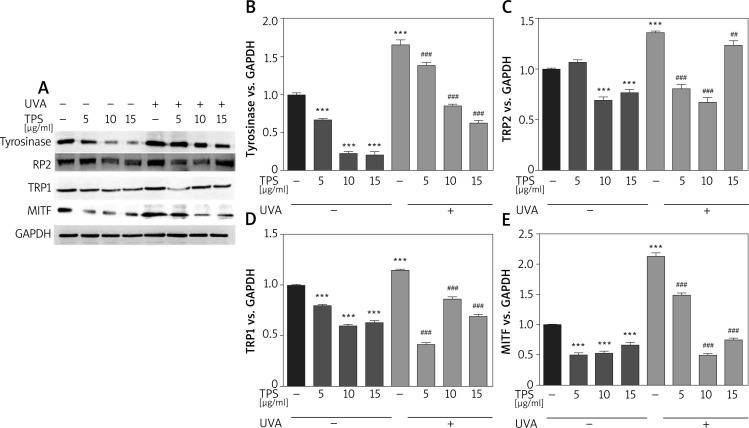 A
UVA – – – – + + + +
TPS – 5 10 15 – 5 10 15
[µg/ml]
Tyrosinase
RP2
TRP1
MITF
GAPDH
B
Tyrosinase vs. GAPDH
2.0
1.5
1.0
0.5
0
*** *** *** *** ### ### ###
TPS – 5 10 15 – 5 10 15
[µg/ml]
UVA – +
C
TRP2 vs. GAPDH
1.5
1.0
0.5
0
*** *** *** ### ### ##
TPS – 5 10 15 – 5 10 15
[µg/ml]
UVA – +
D
TRP1 vs. GAPDH
1.5
1.0
0.5
0
*** *** *** *** ### ### ###
TPS – 5 10 15 – 5 10 15
[µg/ml]
UVA – +
E
MITF vs. GAPDH
2.5
2.0
1.5
1.0
0.5
0
*** *** *** *** ### ### ###
TPS – 5 10 15 – 5 10 15
[µg/ml]
UVA – +